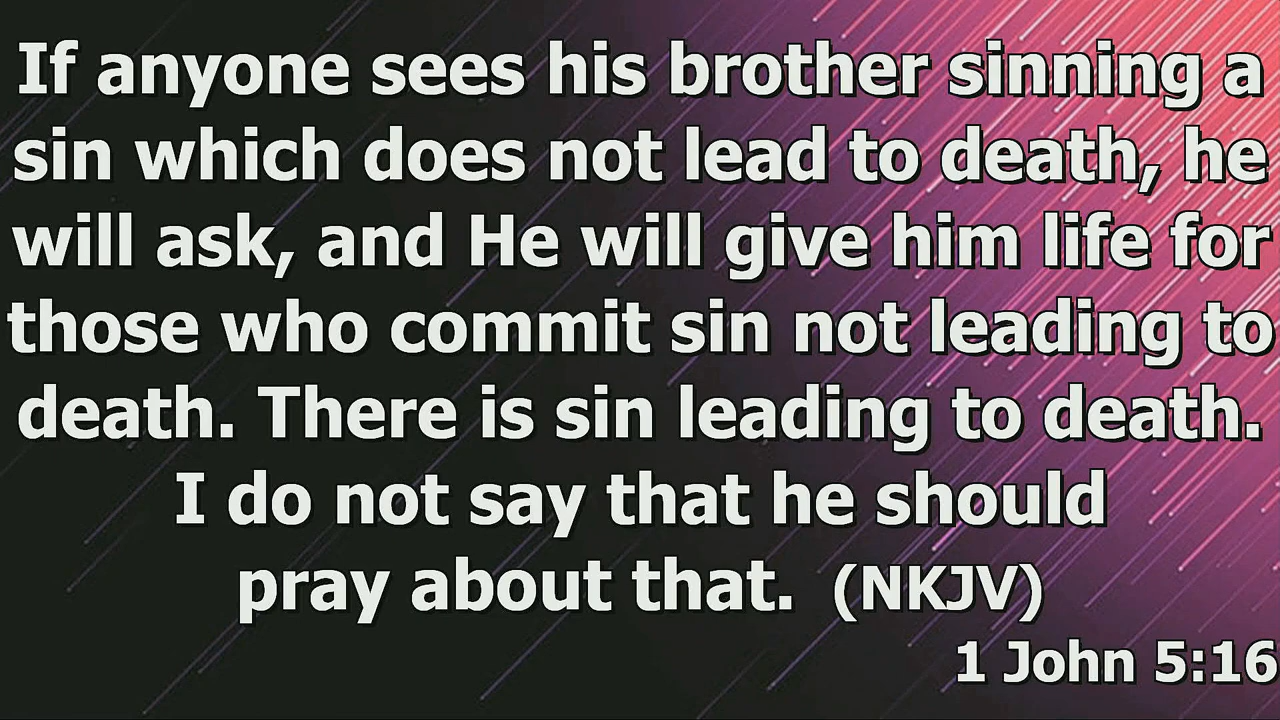 If anyone sees his brother sinning a
sin which does not lead to death, he
will ask, and He will give him life for
those who commit sin not leading to
death. There is sin leading to death.
I do not say that he should
pray about that. (NKJV)
1 John 5:16